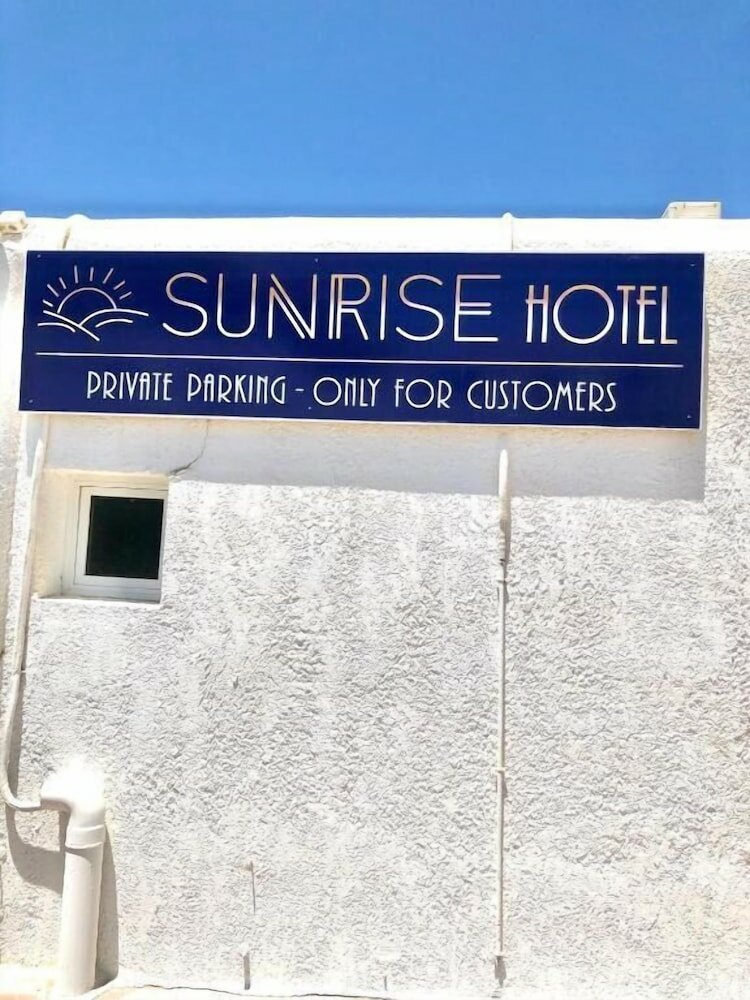 SUNRISE HOTEL
PRIVATE PARKING - ONLY FOR CUSTOMERS